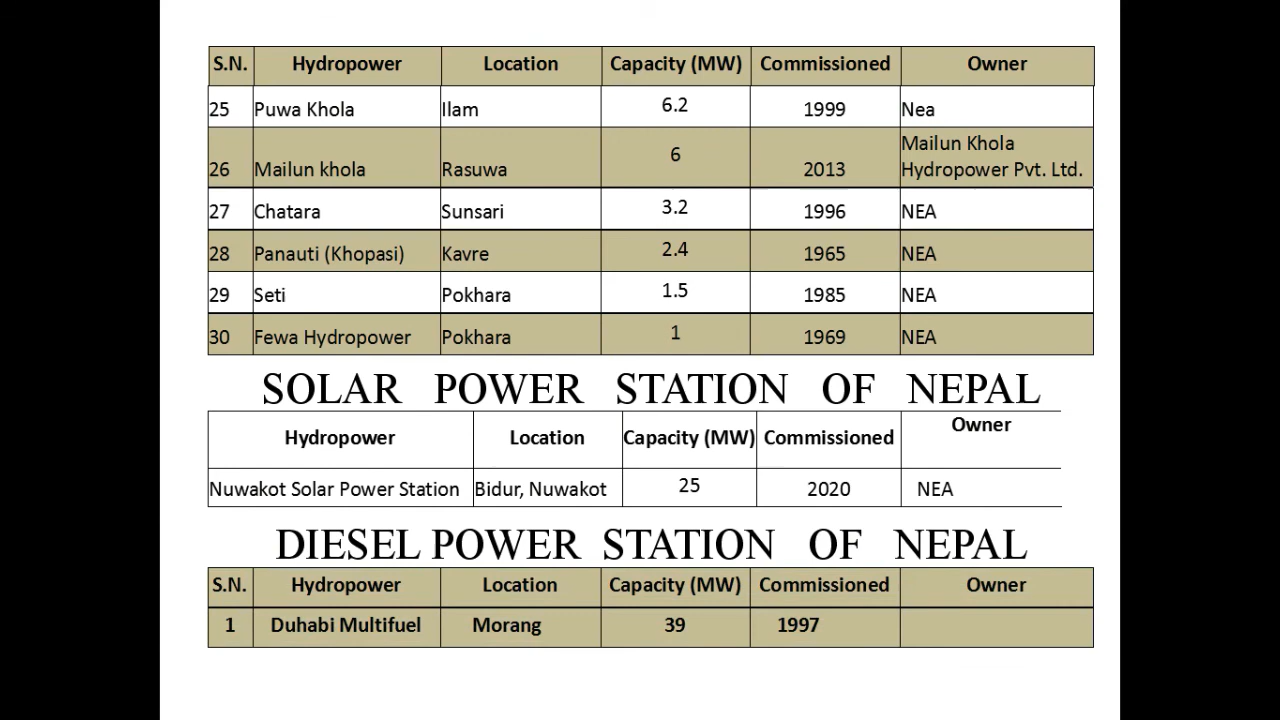 S.N. Hydropower Location Capacity (MW) Commissioned Owner
25 Puwa Khola Ilam 6.2 1999 Nea
26 Mailun khola Rasuwa 6 2013 Mailun Khola Hydropower Pvt. Ltd.
27 Chatara Sunsari 3.2 1996 NEA
28 Panauti (Khopasi) Kavre 2.4 1965 NEA
29 Seti Pokhara 1.5 1985 NEA
30 Fewa Hydropower Pokhara 1 1969 NEA
SOLAR POWER STATION OF NEPAL
Hydropower Location Capacity (MW) Commissioned Owner
Nuwakot Solar Power Station Bidur, Nuwakot 25 2020 NEA
DIESEL POWER STATION OF NEPAL
S.N. Hydropower Location Capacity (MW) Commissioned Owner
1 Duhabi Multifuel Morang 39 1997